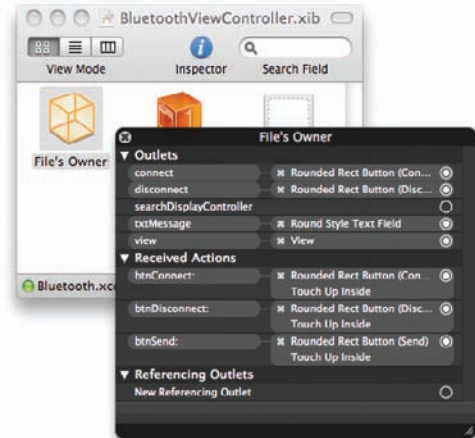 BluetoothViewController.xib
View Mode
Inspector
Search Field
File's Owner
File's Owner
Outlets
connect
Rounded Rect Button (Con...
disconnect
Rounded Rect Button (Disc...
searchDisplayController
txtMessage
Round Style Text Field
view
View
Received Actions
btnConnect:
Rounded Rect Button (Con...
Touch Up Inside
btnDisconnect:
Rounded Rect Button (Disc...
Touch Up Inside
btnSend:
Rounded Rect Button (Send)
Touch Up Inside
Referencing Outlets
New Referencing Outlet
Bluetooth.xco